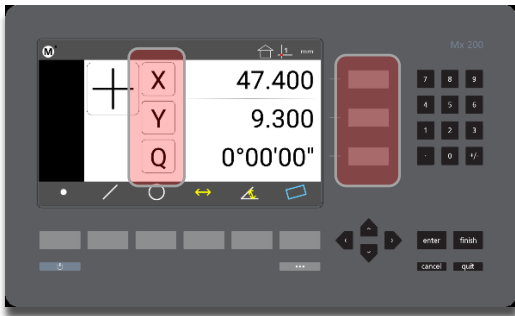 Mx 200
M
1 mm
X 47.400
Y 9.300
Q 0°00'00"
7 8 9
4 5 6
1 2 3
. 0 +/-
enter finish
cancel quit